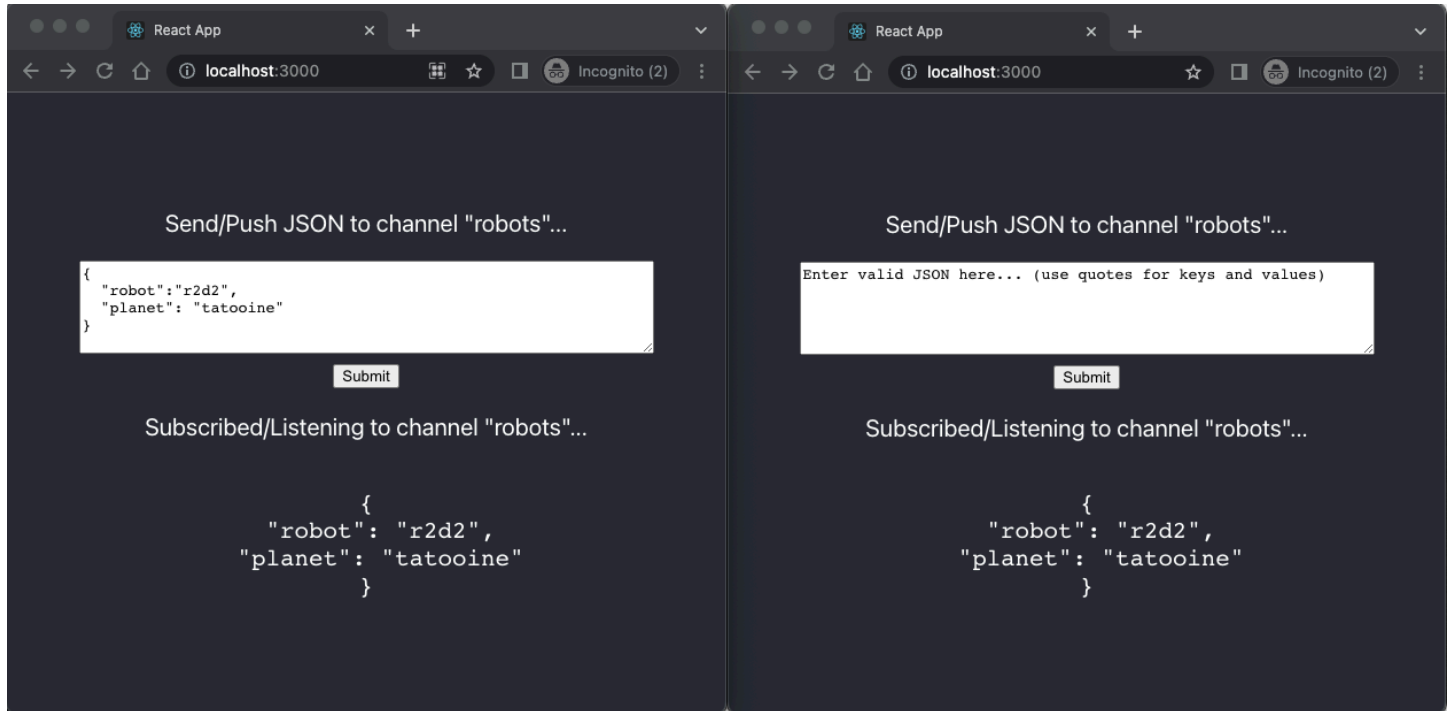 React App
localhost:3000
Incognito (2)
Send/Push JSON to channel "robots"...
{
"robot":"r2d2",
"planet": "tatooine"
}
Submit
Subscribed/Listening to channel "robots"...
{
"robot": "r2d2",
"planet": "tatooine"
}
React App
localhost:3000
Incognito (2)
Send/Push JSON to channel "robots"...
Enter valid JSON here... (use quotes for keys and values)
Submit
Subscribed/Listening to channel "robots"...
{
"robot": "r2d2",
"planet": "tatooine"
}